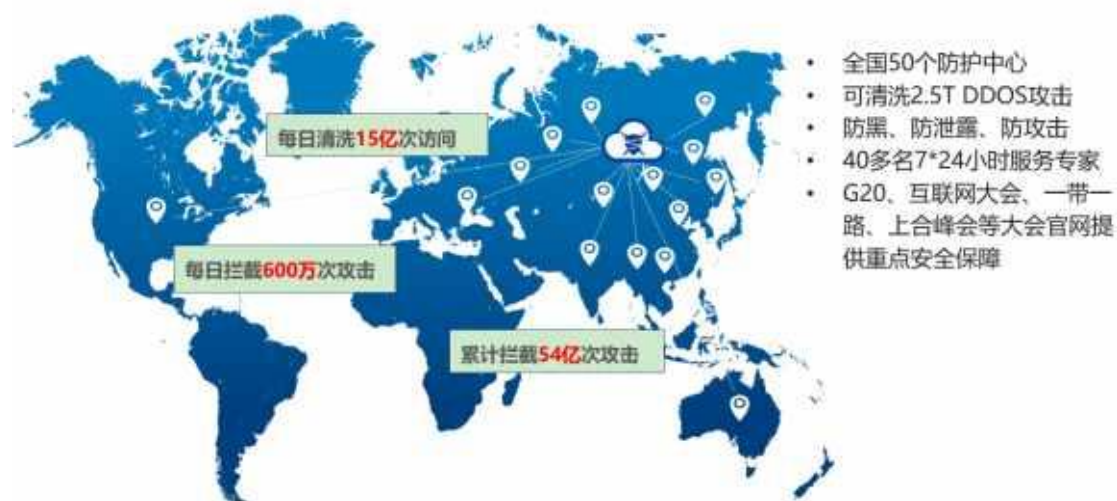 每日清洗15亿次访问
每日拦截600万次攻击
累计拦截54亿次攻击
• 全国50个防护中心
• 可清洗2.5T DDOS攻击
• 防黑、防泄露、防攻击
• 40多名7*24小时服务专家
• G20、互联网大会、一带一
路、上合峰会等大会官网提
供重点安全保障